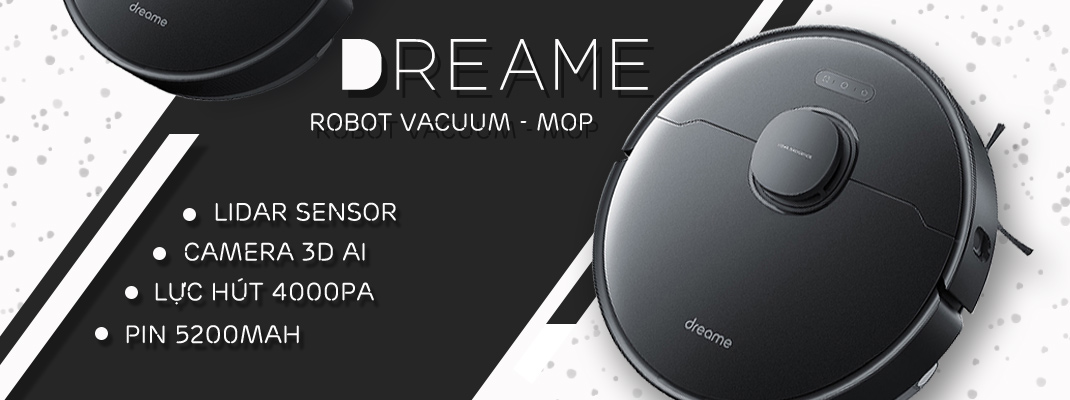 dreame
DREAME
ROBOT VACUUM - MOP
LIDAR SENSOR
CAMERA 3D AI
LỰC HÚT 4000PA
PIN 5200MAH
dreame